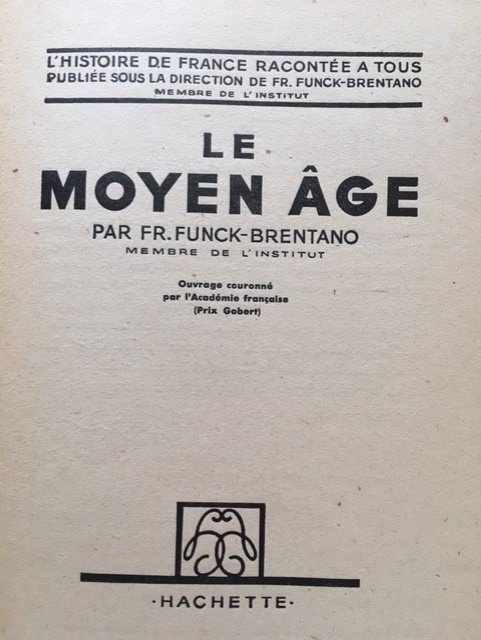 L'HISTOIRE DE FRANCE RACONTÉE A TOUS
PUBLIÉE SOUS LA DIRECTION DE FR. FUNCK-BRENTANO
MEMBRE DE L'INSTITUT
LE
MOYEN ÂGE
PAR FR. FUNCK-BRENTANO
MEMBRE DE L'INSTITUT
Ouvrage couronné
par l'Académie française
(Prix Gobert)
·HACHETTE·